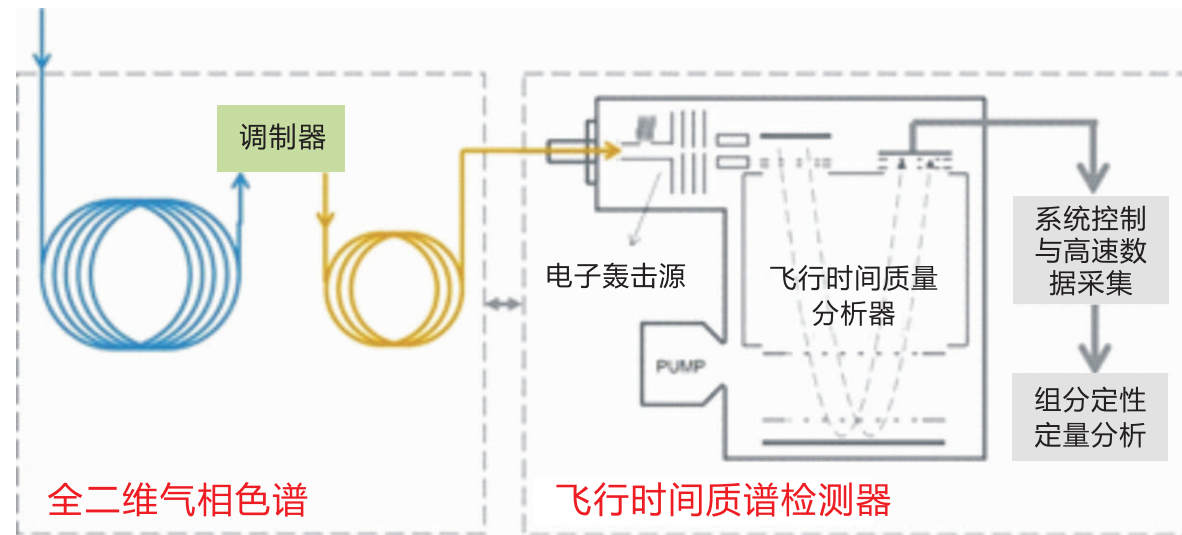 调制器
电子轰击源
飞行时间质量
分析器
PUMP
系统控制
与高速数
据采集
组分定性
定量分析
全二维气相色谱
飞行时间质谱检测器